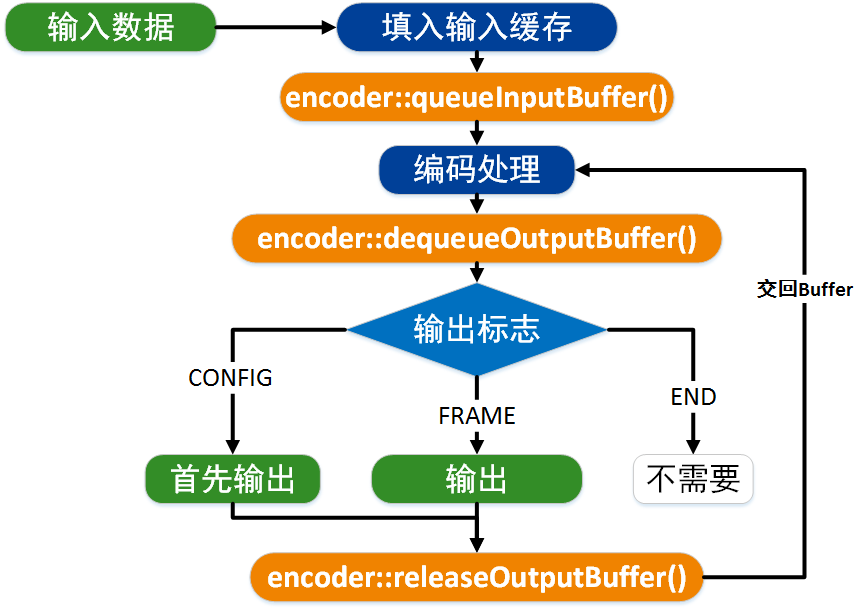 输入数据
填入输入缓存
encoder::queueInputBuffer()
编码处理
encoder::dequeueOutputBuffer()
交回Buffer
输出标志
CONFIG
FRAME
END
首先输出
输出
不需要
encoder::releaseOutputBuffer()